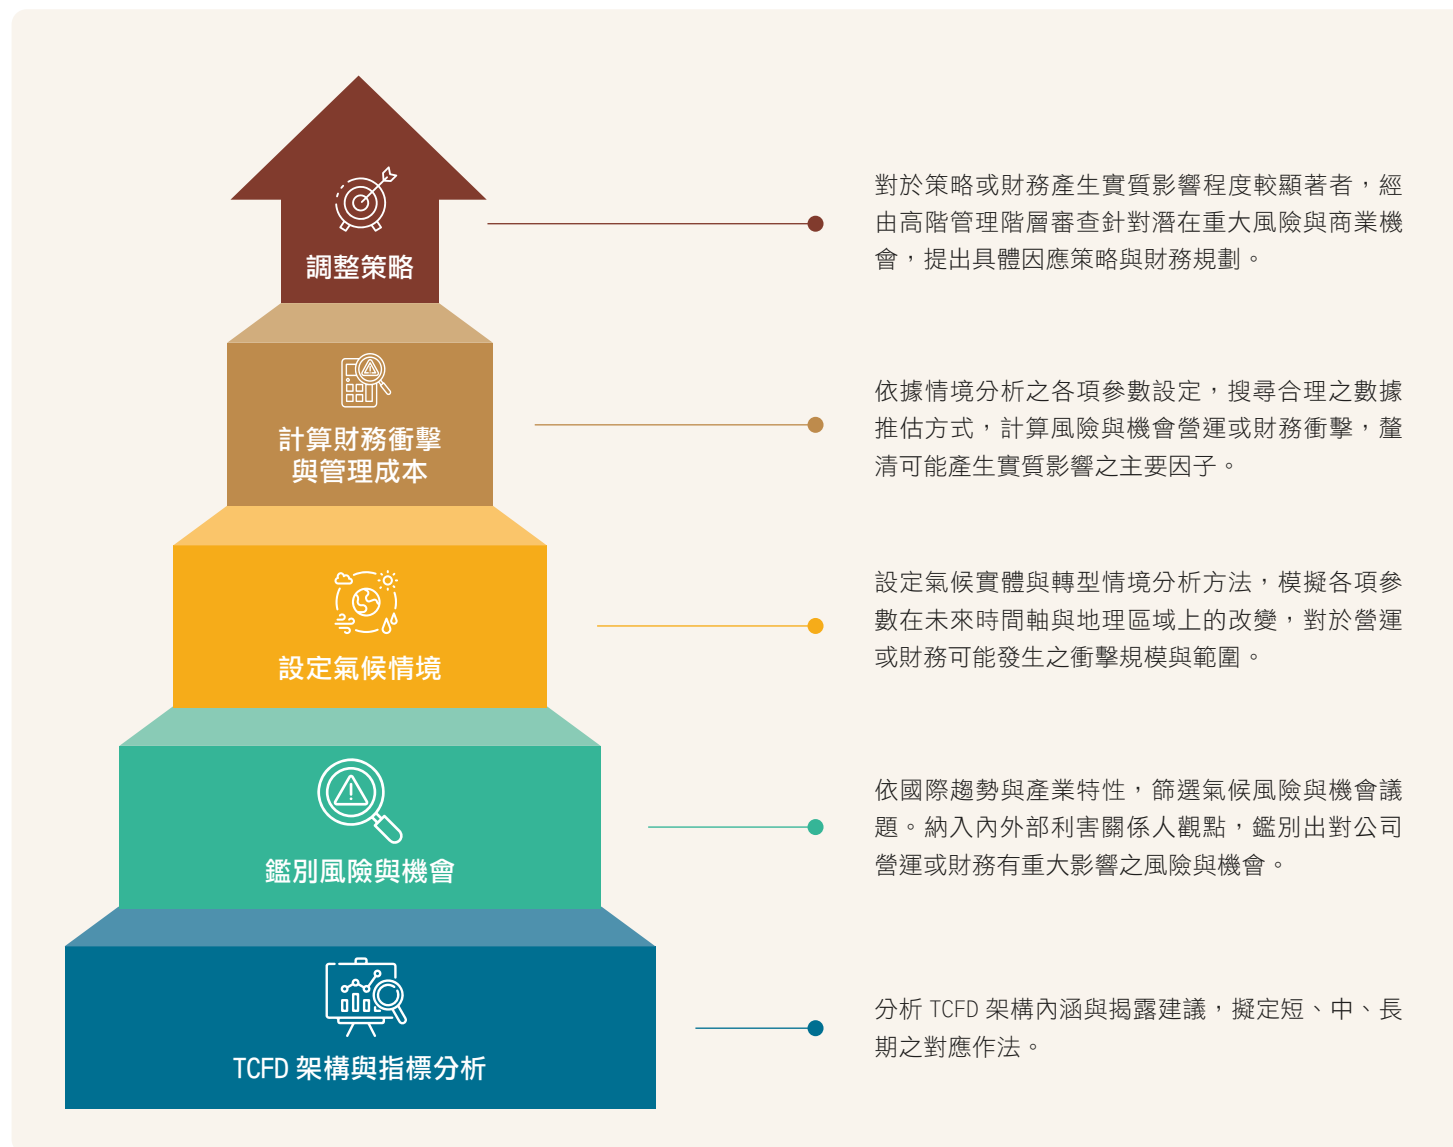 調整策略
對於策略或財務產生實質影響程度較顯著者，經
由高階管理階層審查針對潛在重大風險與商業機
會，提出具體因應策略與財務規劃。
計算財務衝擊
與管理成本
依據情境分析之各項參數設定，搜尋合理之數據
推估方式，計算風險與機會營運或財務衝擊，釐
清可能產生實質影響之主要因子。
設定氣候情境
設定氣候實體與轉型情境分析方法，模擬各項參
數在未來時間軸與地理區域上的改變，對於營運
或財務可能發生之衝擊規模與範圍。
鑑別風險與機會
依國際趨勢與產業特性，篩選氣候風險與機會議
題。納入內外部利害關係人觀點，鑑別出對公司
營運或財務有重大影響之風險與機會。
TCFD 架構與指標分析
分析 TCFD 架構內涵與揭露建議，擬定短、中、長
期之對應作法。